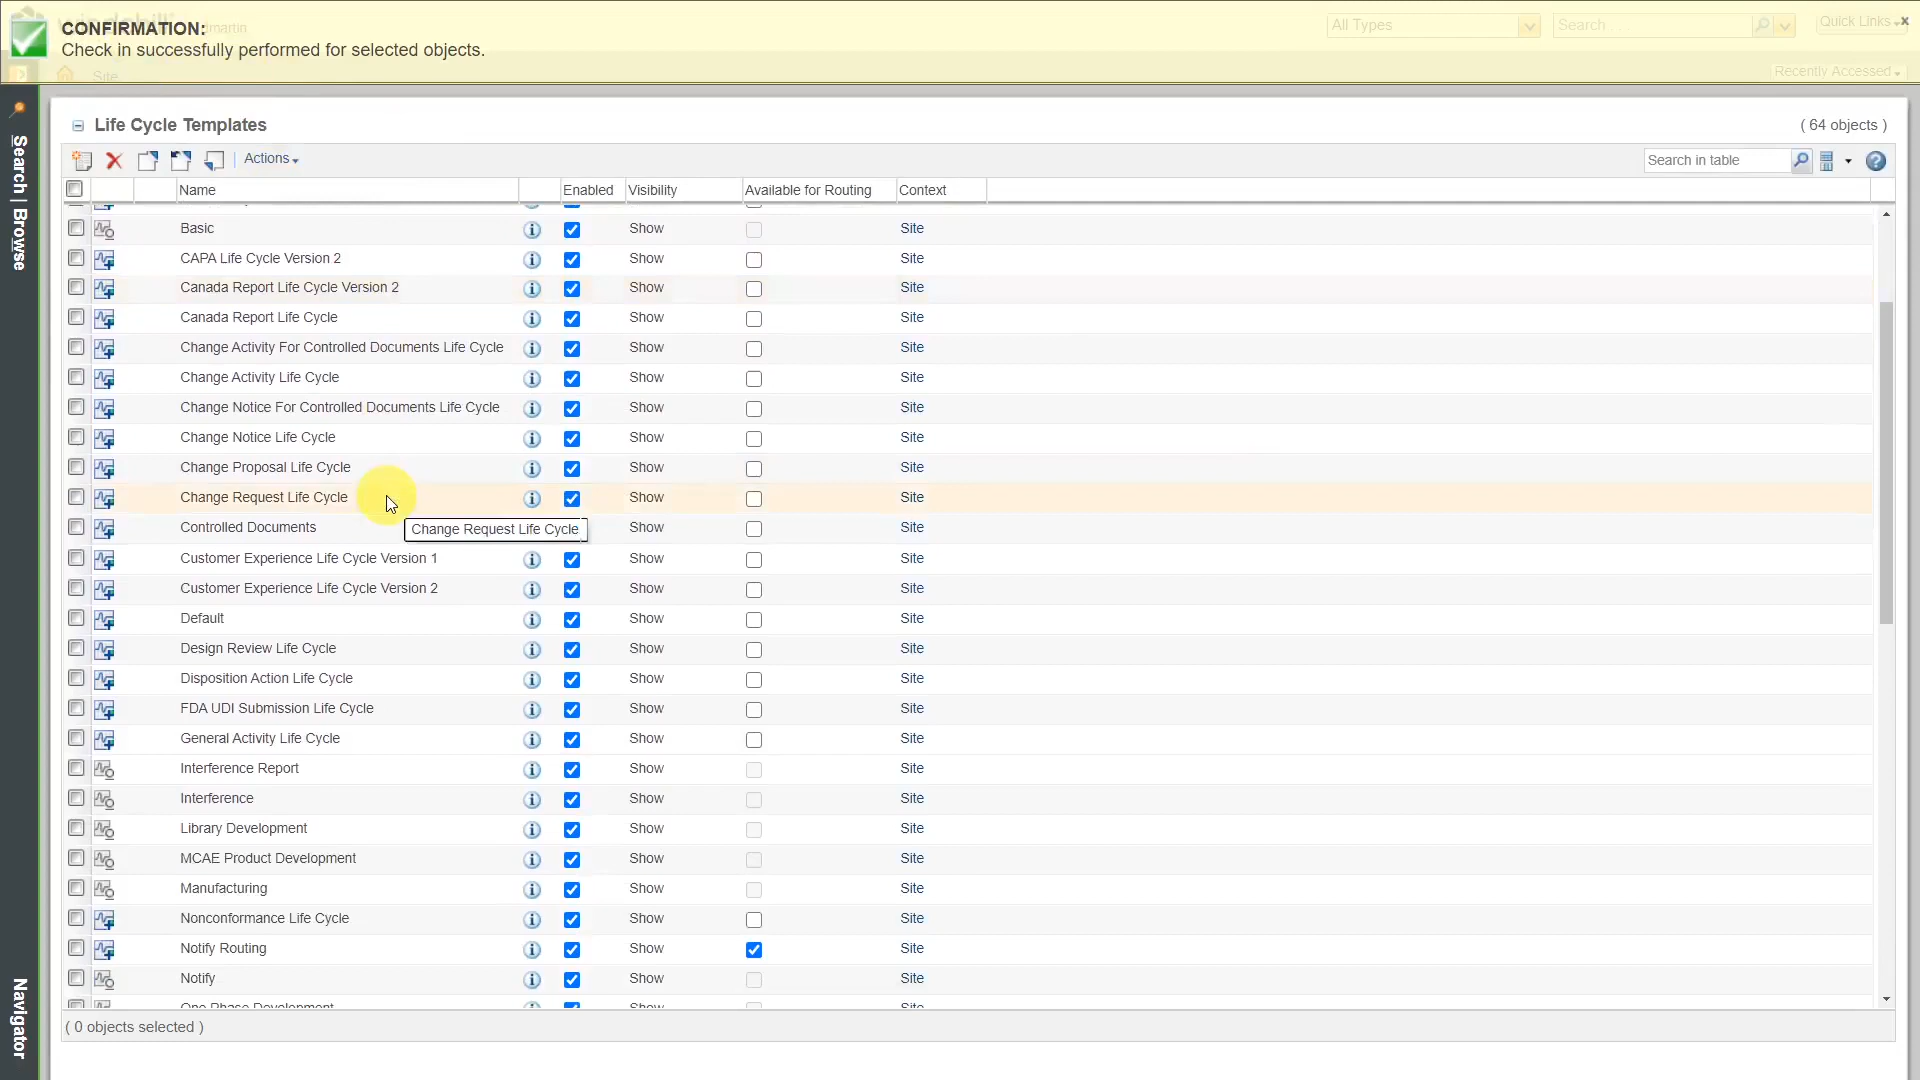 CONFIRMATION:
Check in successfully performed for selected objects.
martin
All Types
Search . . .
Quick Links
x
Site
Recently Accessed
Search | Browse
Navigator
Life Cycle Templates
( 64 objects )
Actions
Search in table
Name Enabled Visibility Available for Routing Context
Basic Show Site
CAPA Life Cycle Version 2 Show Site
Canada Report Life Cycle Version 2 Show Site
Canada Report Life Cycle Show Site
Change Activity For Controlled Documents Life Cycle Show Site
Change Activity Life Cycle Show Site
Change Notice For Controlled Documents Life Cycle Show Site
Change Notice Life Cycle Show Site
Change Proposal Life Cycle Show Site
Change Request Life Cycle Show Site
Controlled Documents Show Site
Change Request Life Cycle
Customer Experience Life Cycle Version 1 Show Site
Customer Experience Life Cycle Version 2 Show Site
Default Show Site
Design Review Life Cycle Show Site
Disposition Action Life Cycle Show Site
FDA UDI Submission Life Cycle Show Site
General Activity Life Cycle Show Site
Interference Report Show Site
Interference Show Site
Library Development Show Site
MCAE Product Development Show Site
Manufacturing Show Site
Nonconformance Life Cycle Show Site
Notify Routing Show Site
Notify Show Site
One Phase Development Show Site
( 0 objects selected )